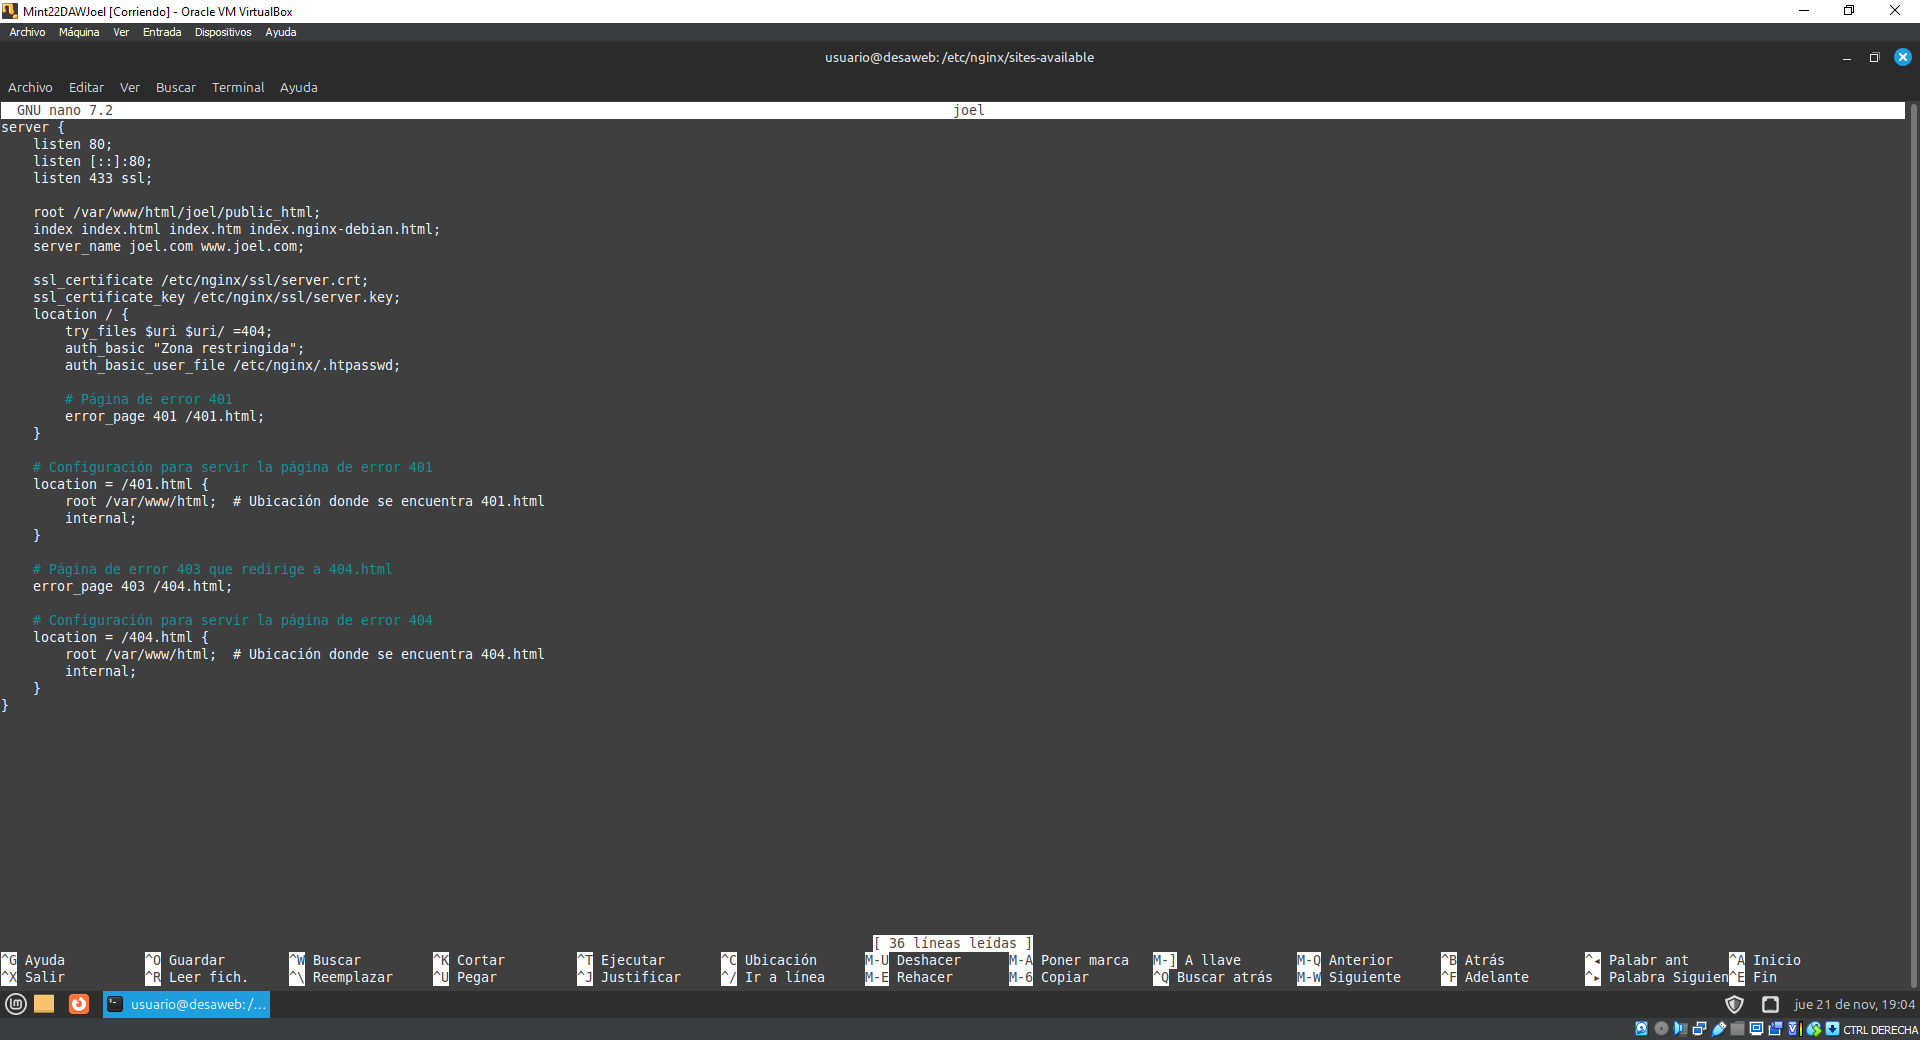 Mint22DAWJoel [Corriendo] - Oracle VM VirtualBox
Archivo Máquina Ver Entrada Dispositivos Ayuda
usuario@desaweb: /etc/nginx/sites-available
Archivo Editar Ver Buscar Terminal Ayuda
GNU nano 7.2 joel
server {
    listen 80;
    listen [::]:80;
    listen 433 ssl;
    root /var/www/html/joel/public_html;
    index index.html index.htm index.nginx-debian.html;
    server_name joel.com www.joel.com;
    ssl_certificate /etc/nginx/ssl/server.crt;
    ssl_certificate_key /etc/nginx/ssl/server.key;
    location / {
        try_files $uri $uri/ =404;
        auth_basic "Zona restringida";
        auth_basic_user_file /etc/nginx/.htpasswd;
        # Página de error 401
        error_page 401 /401.html;
    }
    # Configuración para servir la página de error 401
    location = /401.html {
        root /var/www/html;  # Ubicación donde se encuentra 401.html
        internal;
    }
    # Página de error 403 que redirige a 404.html
    error_page 403 /404.html;
    # Configuración para servir la página de error 404
    location = /404.html {
        root /var/www/html;  # Ubicación donde se encuentra 404.html
        internal;
    }
}
[ 36 líneas leídas ]
^G Ayuda ^O Guardar ^W Buscar ^K Cortar ^T Ejecutar ^C Ubicación M-U Deshacer M-A Poner marca M-] A llave M-Q Anterior ^B Atrás ^◂ Palabr ant ^A Inicio
^X Salir ^R Leer fich. ^\ Reemplazar ^U Pegar ^J Justificar ^/ Ir a línea M-E Rehacer M-6 Copiar ^Q Buscar atrás M-W Siguiente ^F Adelante ^▸ Palabra Siguien ^E Fin
usuario@desaweb: /... jue 21 de nov, 19:04
CTRL DERECHA